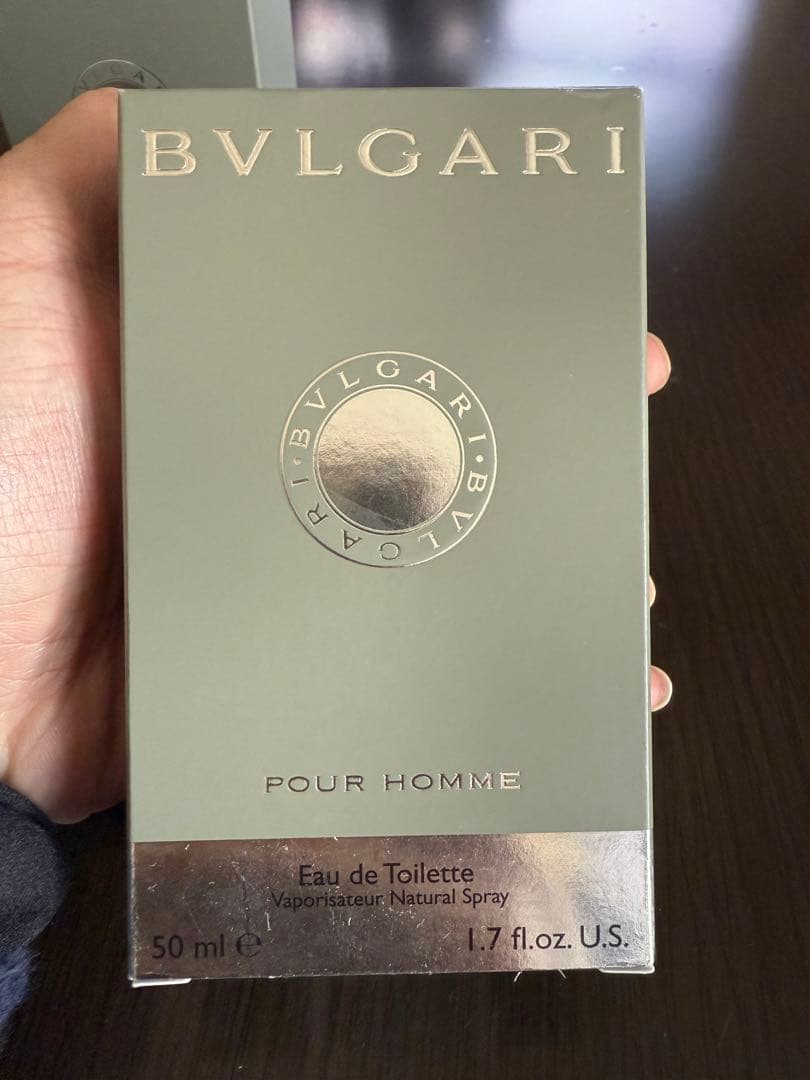 BVLGARI
BVLGARI • BVLGARI •
POUR HOMME
Eau de Toilette
Vaporisateur Natural Spray
50 ml ℮
1.7 fl.oz. U.S.